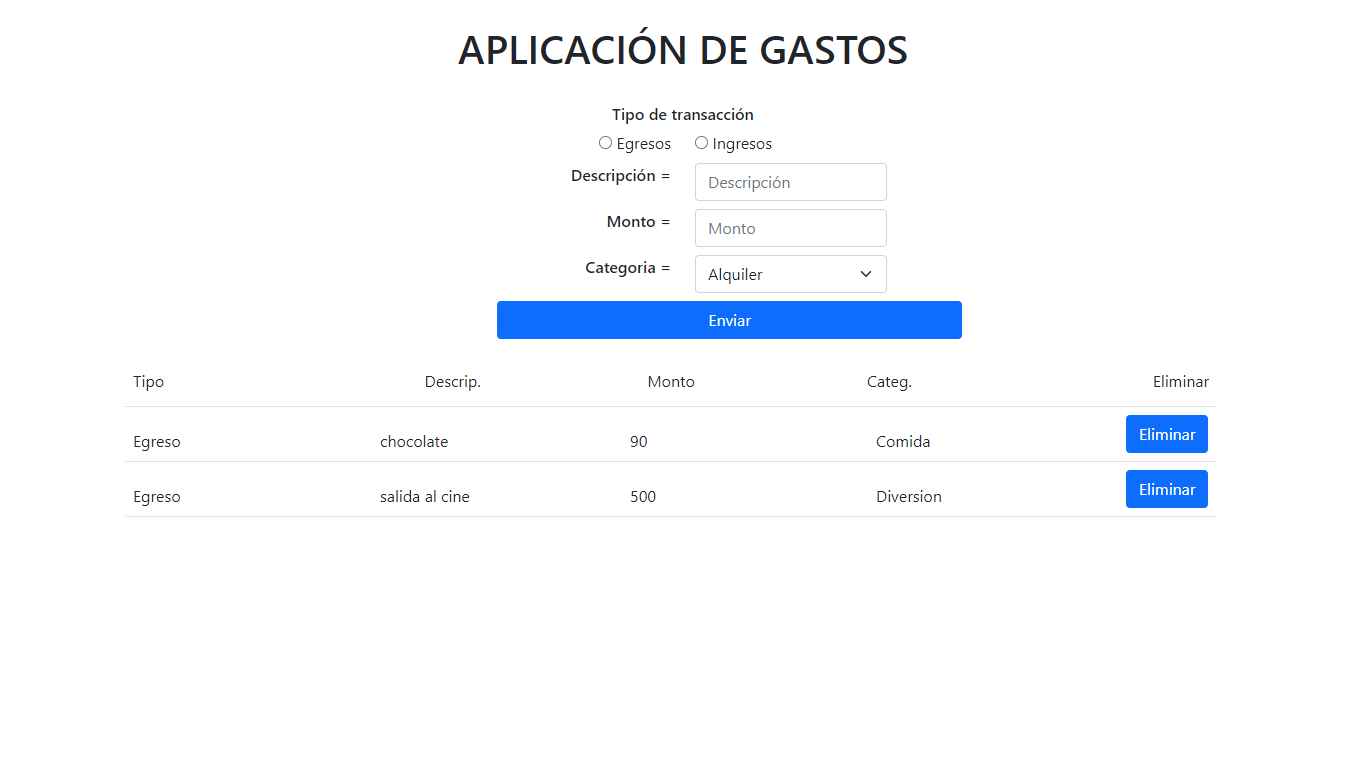 APLICACIÓN DE GASTOS
Tipo de transacción
Egresos Ingresos
Descripción = Descripción
Monto = Monto
Categoria = Alquiler
Enviar
Tipo Descrip. Monto Categ. Eliminar
Egreso chocolate 90 Comida Eliminar
Egreso salida al cine 500 Diversion Eliminar